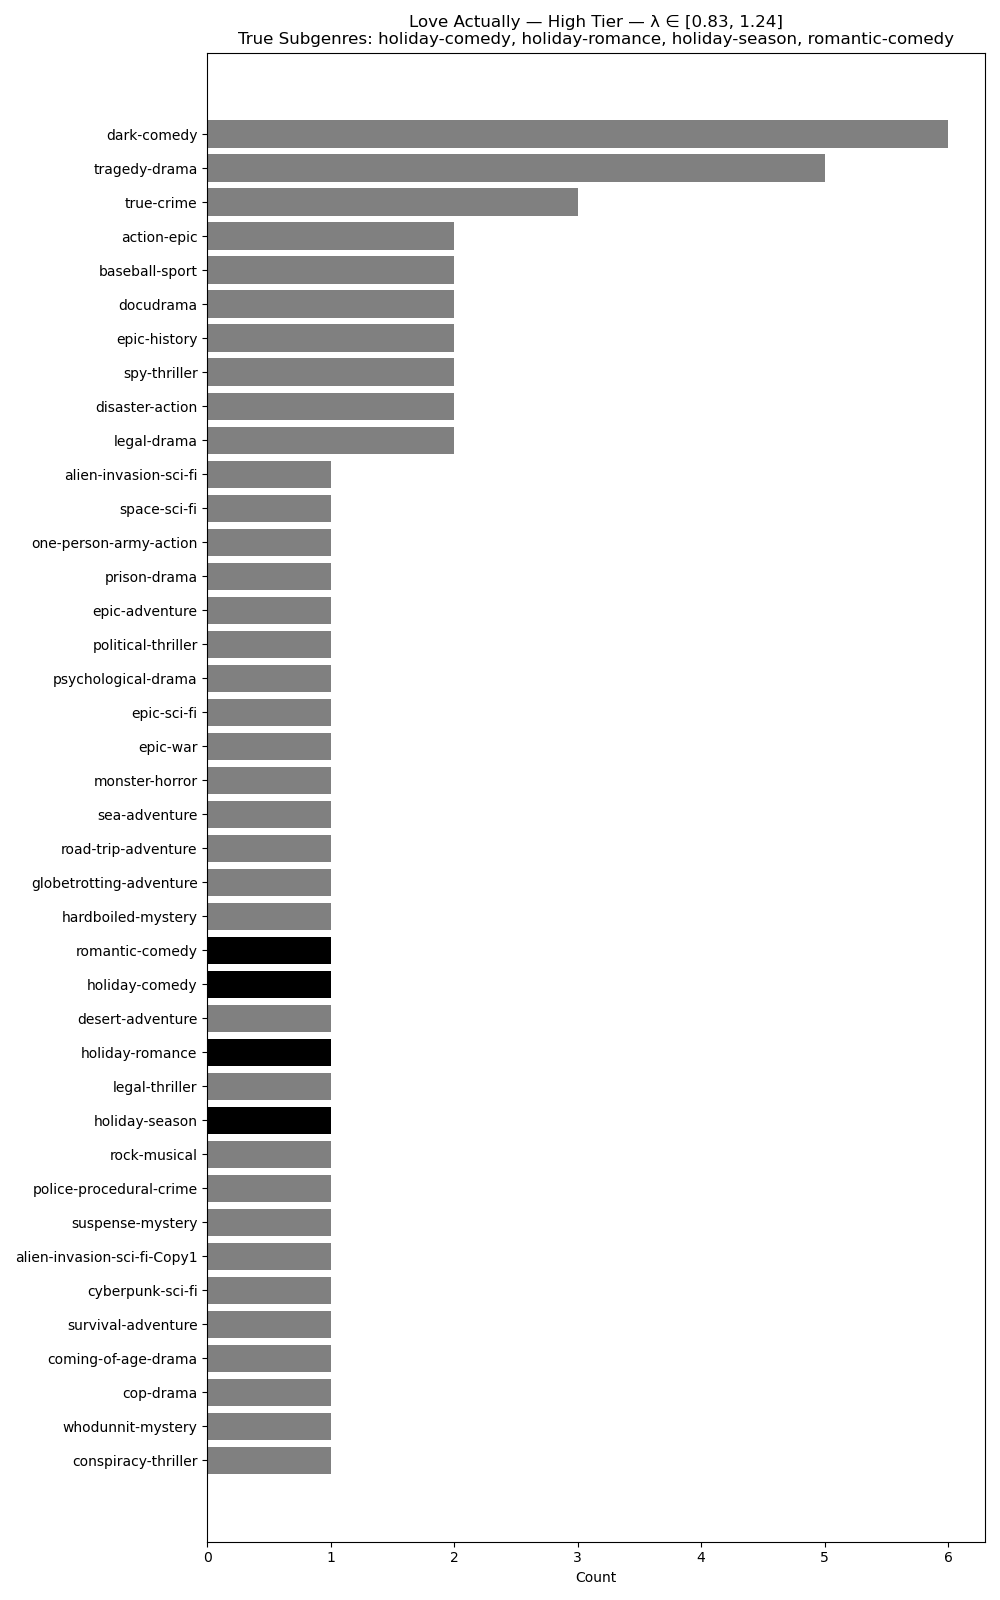 Love Actually — High Tier — λ ∈ [0.83, 1.24]
True Subgenres: holiday-comedy, holiday-romance, holiday-season, romantic-comedy
dark-comedy
tragedy-drama
true-crime
action-epic
baseball-sport
docudrama
epic-history
spy-thriller
disaster-action
legal-drama
alien-invasion-sci-fi
space-sci-fi
one-person-army-action
prison-drama
epic-adventure
political-thriller
psychological-drama
epic-sci-fi
epic-war
monster-horror
sea-adventure
road-trip-adventure
globetrotting-adventure
hardboiled-mystery
romantic-comedy
holiday-comedy
desert-adventure
holiday-romance
legal-thriller
holiday-season
rock-musical
police-procedural-crime
suspense-mystery
alien-invasion-sci-fi-Copy1
cyberpunk-sci-fi
survival-adventure
coming-of-age-drama
cop-drama
whodunnit-mystery
conspiracy-thriller
0 1 2 3 4 5 6
Count